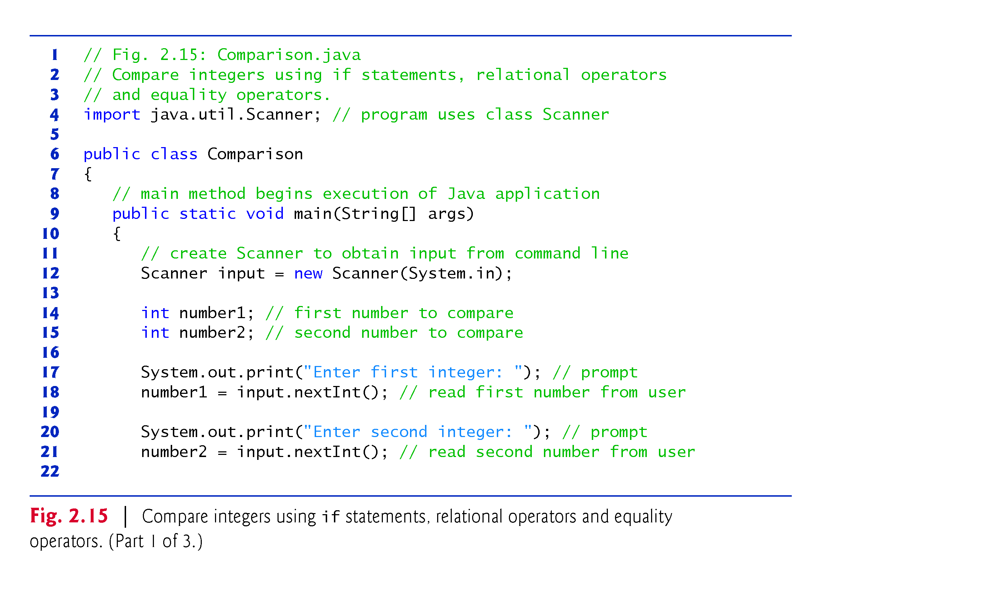 1 // Fig. 2.15: Comparison.java
2 // Compare integers using if statements, relational operators
3 // and equality operators.
4 import java.util.Scanner; // program uses class Scanner
5
6 public class Comparison
7 {
8    // main method begins execution of Java application
9    public static void main(String[] args)
10    {
11       // create Scanner to obtain input from command line
12       Scanner input = new Scanner(System.in);
13
14       int number1; // first number to compare
15       int number2; // second number to compare
16
17       System.out.print("Enter first integer: "); // prompt
18       number1 = input.nextInt(); // read first number from user
19
20       System.out.print("Enter second integer: "); // prompt
21       number2 = input.nextInt(); // read second number from user
22
Fig. 2.15 | Compare integers using if statements, relational operators and equality
operators. (Part 1 of 3.)